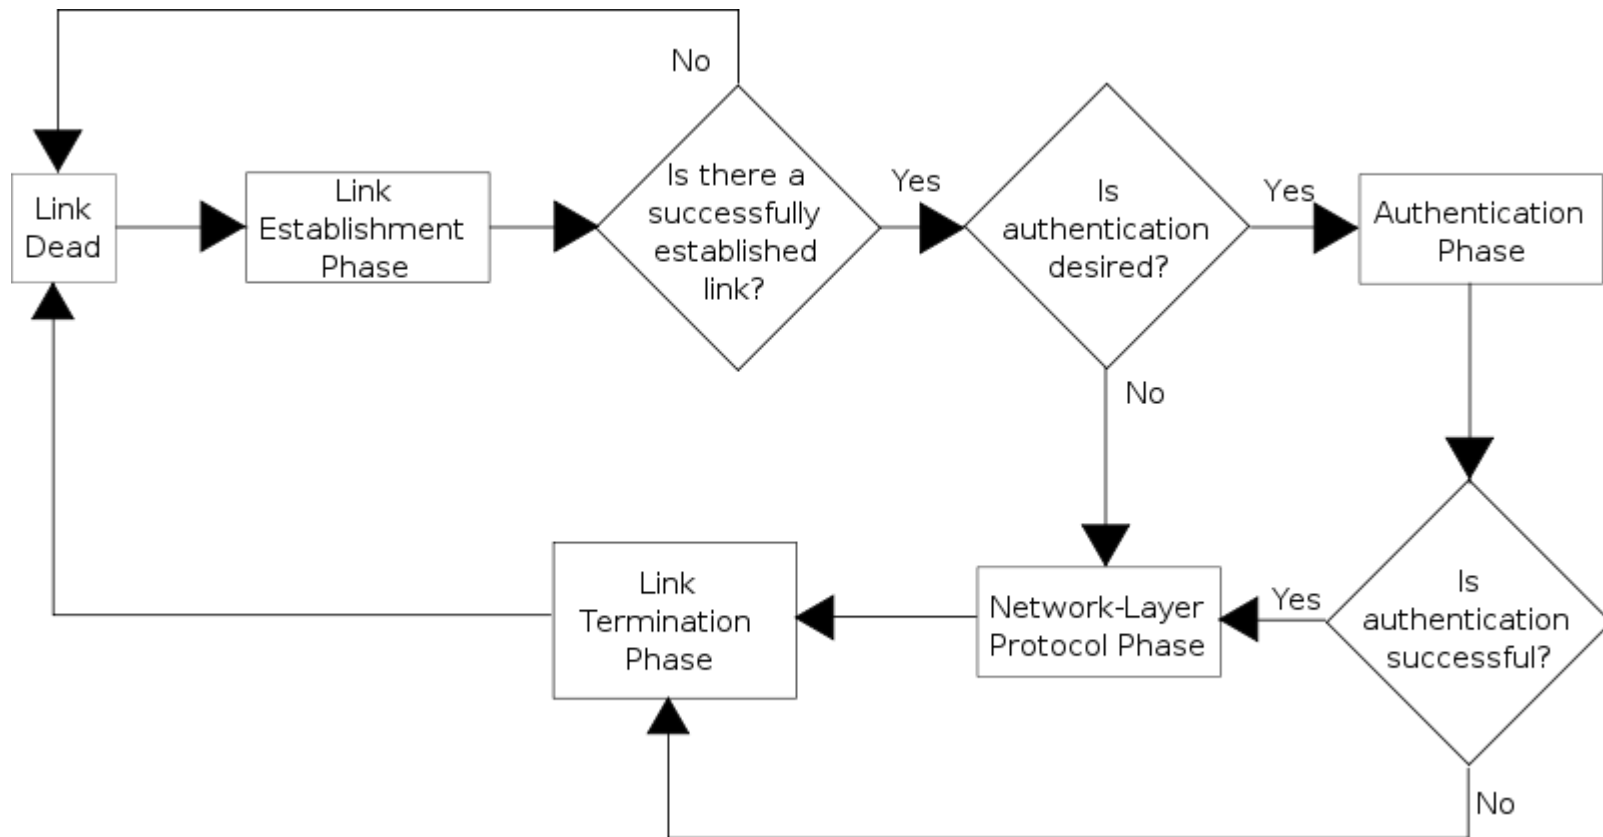 No
Link
Dead
Link
Establishment
Phase
Is there a
successfully
established
link?
Yes
Is
authentication
desired?
Yes
Authentication
Phase
No
Link
Termination
Phase
Network-Layer
Protocol Phase
Yes
Is
authentication
successful?
No